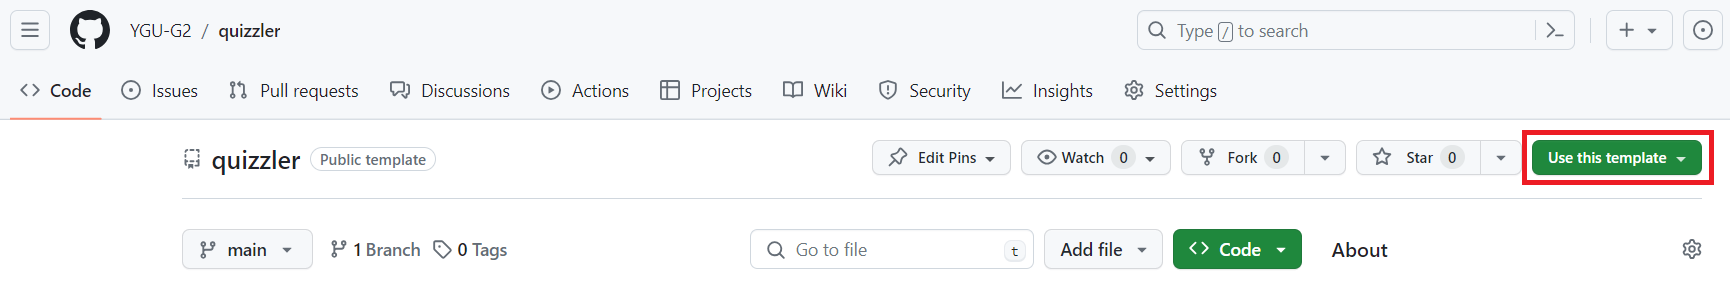 YGU-G2 / quizzler Type / to search
Code Issues Pull requests Discussions Actions Projects Wiki Security Insights Settings
quizzler Public template Edit Pins Watch 0 Fork 0 Star 0 Use this template
main 1 Branch 0 Tags Go to file t Add file Code About